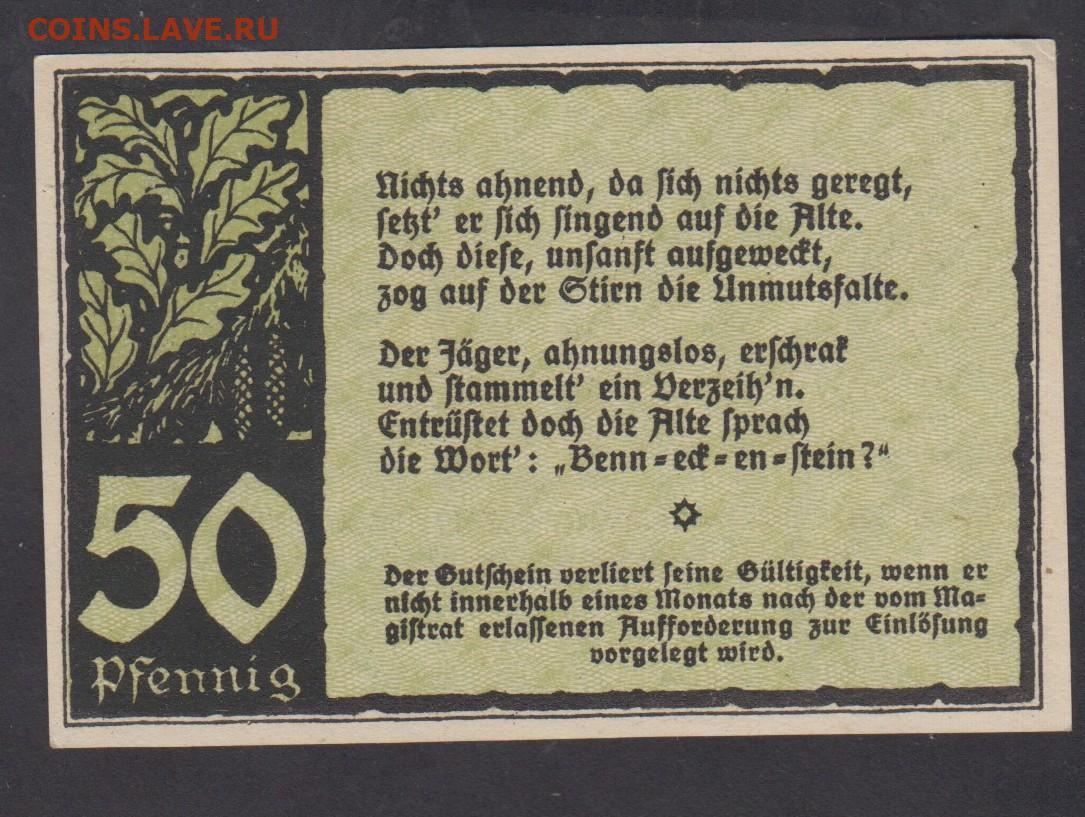 COINS.LAVE.RU
Nichts ahnend, da sich nichts geregt,
setzt' er sich singend auf die Alte.
Doch diese, unsanft aufgeweckt,
zog auf der Stirn die Unmutsfalte.
Der Jäger, ahnungslos, erschrak
und stammelt' ein Verzeih'n.
Entrüstet doch die Alte sprach
die Wort': „Benn=eck=en=stein?“
Der Gutschein verliert seine Gültigkeit, wenn er
nicht innerhalb eines Monats nach der vom Ma=
gistrat erlassenen Aufforderung zur Einlösung
vorgelegt wird.
50
Pfennig